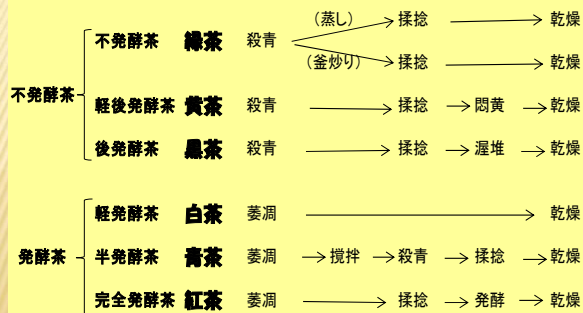 (蒸し) 揉捻 乾燥
不発酵茶 緑茶 殺青
(釜炒り) 揉捻 乾燥
不発酵茶
軽後発酵茶 黄茶 殺青 揉捻 悶黄 乾燥
後発酵茶 黒茶 殺青 揉捻 渥堆 乾燥
軽発酵茶 白茶 萎凋 乾燥
発酵茶 半発酵茶 青茶 萎凋 撹拌 殺青 揉捻 乾燥
完全発酵茶 紅茶 萎凋 揉捻 発酵 乾燥